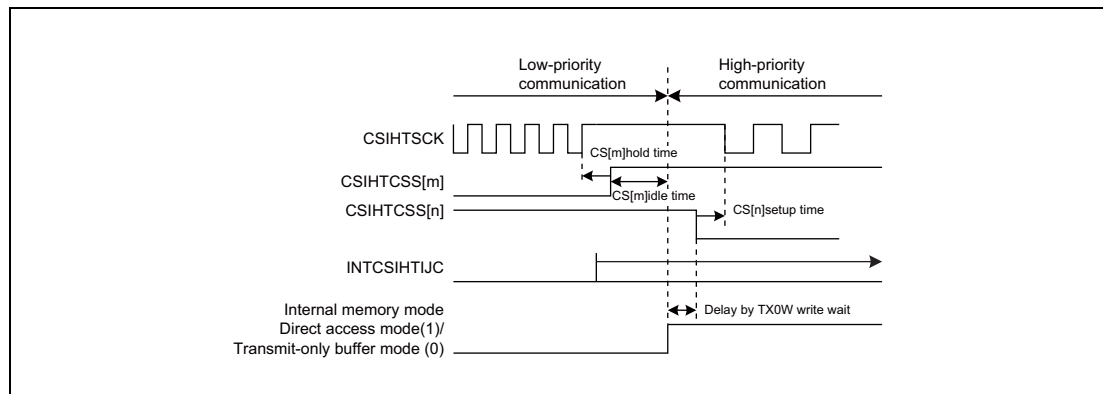 Low-priority
communication
High-priority
communication
CSIHTSCK
CS[m]hold time
CSIHTCSS[m]
CS[m]idle time
CSIHTCSS[n]
CS[n]setup time
INTCSIHTIJC
Internal memory mode
Delay by TX0W write wait
Direct access mode(1)/
Transmit-only buffer mode (0)